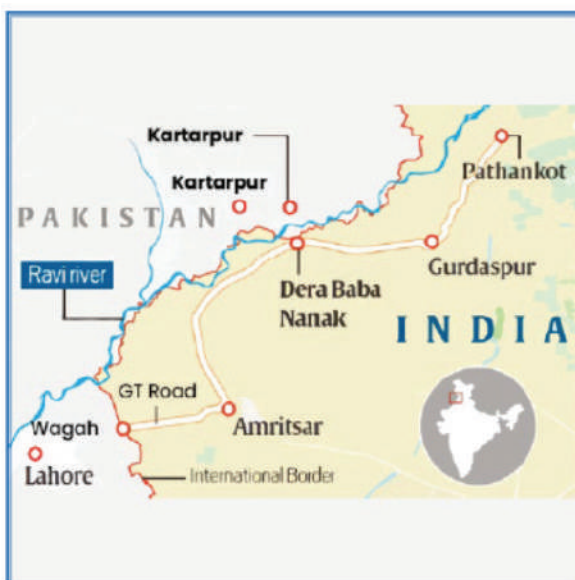 Kartarpur
Pathankot
Kartarpur
PAKISTAN
Ravi river
Gurdaspur
Dera Baba
Nanak
INDIA
GT Road
Wagah
Amritsar
Lahore
International Border